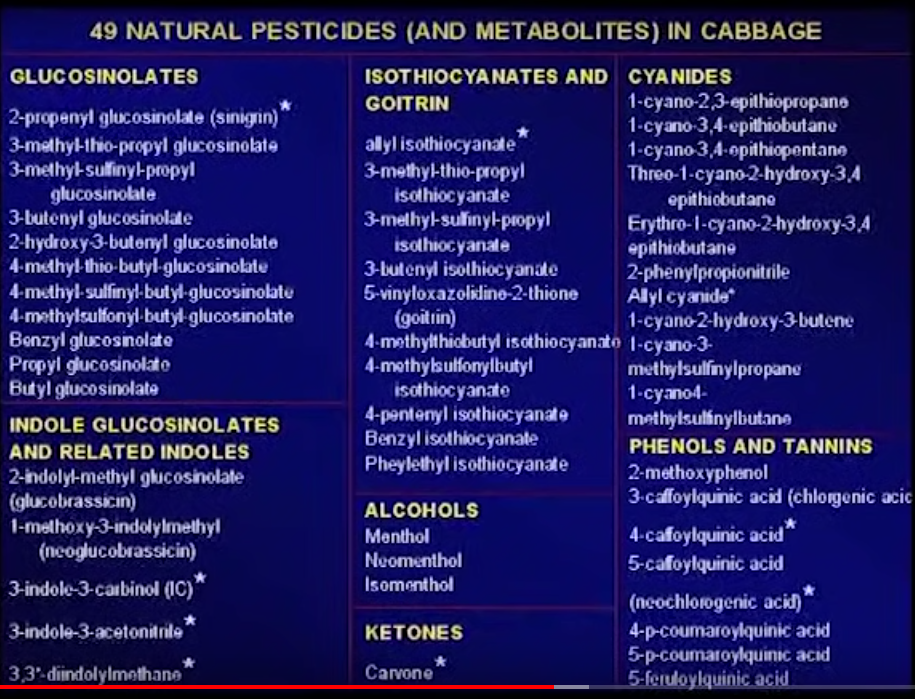 49 NATURAL PESTICIDES (AND METABOLITES) IN CABBAGE
GLUCOSINOLATES
2-propenyl glucosinolate (sinigrin)*
3-methyl-thio-propyl glucosinolate
3-methyl-sulfinyl-propyl
glucosinolate
3-butenyl glucosinolate
2-hydroxy-3-butenyl glucosinolate
4-methyl-thio-butyl-glucosinolate
4-methyl-sulfinyl-butyl-glucosinolate
4-methylsulfonyl-butyl-glucosinolate
Benzyl glucosinolate
Propyl glucosinolate
Butyl glucosinolate
INDOLE GLUCOSINOLATES
AND RELATED INDOLES
2-indolyl-methyl glucosinolate
(glucobrassicin)
1-methoxy-3-indolylmethyl
(neoglucobrassicin)
3-indole-3-carbinol (IC)*
3-indole-3-acetonitrile*
3,3'-diindolylmethane*
ISOTHIOCYANATES AND
GOITRIN
allyl isothiocyanate*
3-methyl-thio-propyl
isothiocyanate
3-methyl-sulfinyl-propyl
isothiocyanate
3-butenyl isothiocyanate
5-vinyloxazolidine-2-thione
(goitrin)
4-methylthiobutyl isothiocyanate
4-methylsulfonylbutyl
isothiocyanate
4-pentenyl isothiocyanate
Benzyl isothiocyanate
Pheylethyl isothiocyanate
ALCOHOLS
Menthol
Neomenthol
Isomenthol
KETONES
Carvone*
CYANIDES
1-cyano-2,3-epithiopropane
1-cyano-3,4-epithiobutane
1-cyano-3,4-epithiopentane
Threo-1-cyano-2-hydroxy-3,4
epithiobutane
Erythro-1-cyano-2-hydroxy-3,4
epithiobutane
2-phenylpropionitrile
Allyl cyanide*
1-cyano-2-hydroxy-3-butene
1-cyano-3-
methylsulfinylpropane
1-cyano4-
methylsulfinylbutane
PHENOLS AND TANNINS
2-methoxyphenol
3-caffoylquinic acid (chlorgenic acid
4-caffoylquinic acid*
5-caffoylquinic acid
(neochlorogenic acid)*
4-p-coumaroylquinic acid
5-p-coumaroylquinic acid
5-feruloylquinic acid